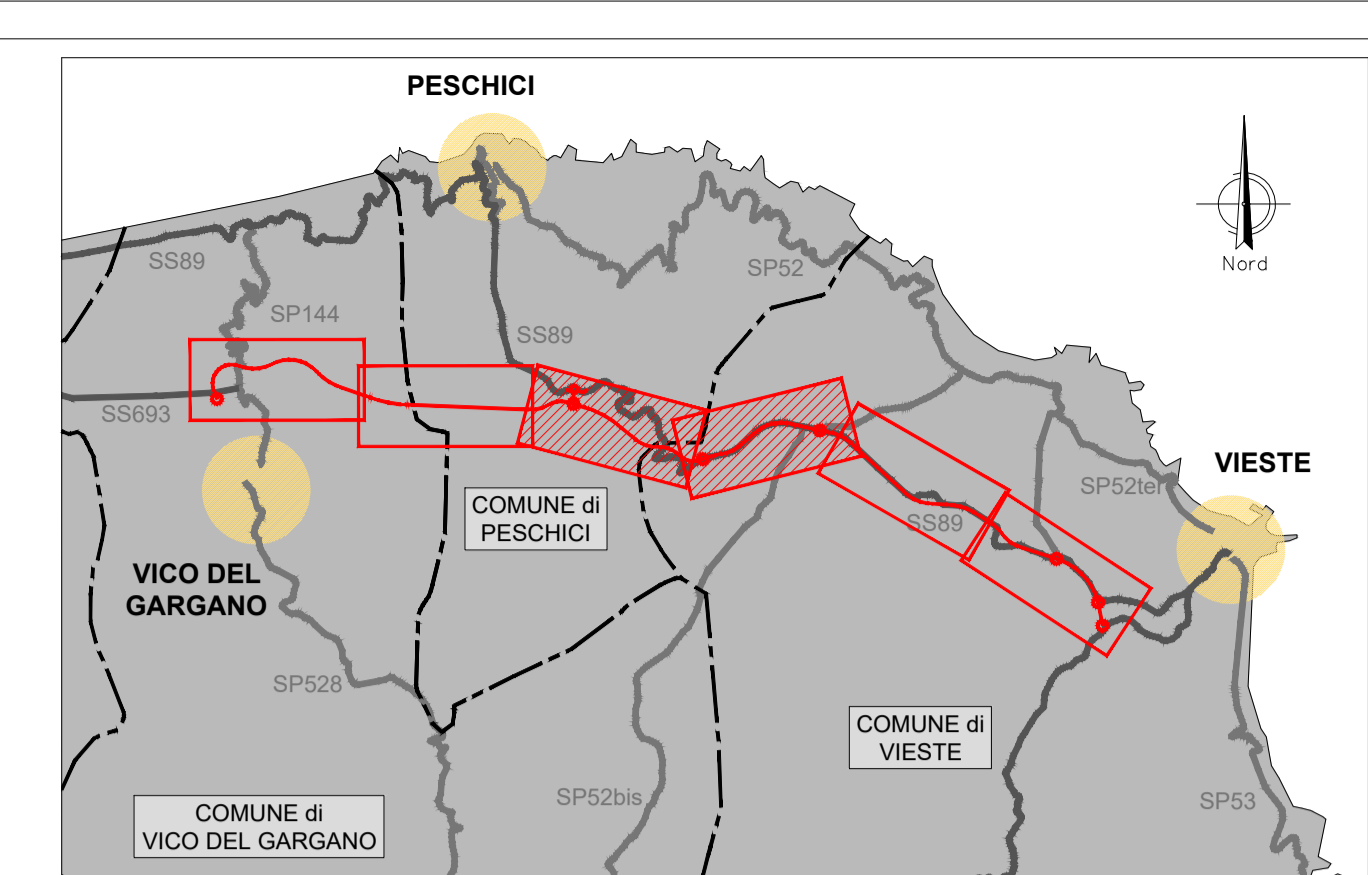 PESCHICI
Nord
SS89
SP52
SP144
SS89
SS693
VIESTE
SP52ter
COMUNE di
PESCHICI
SS89
VICO DEL
GARGANO
SP528
COMUNE di
VIESTE
SP52bis
SP53
COMUNE di
VICO DEL GARGANO